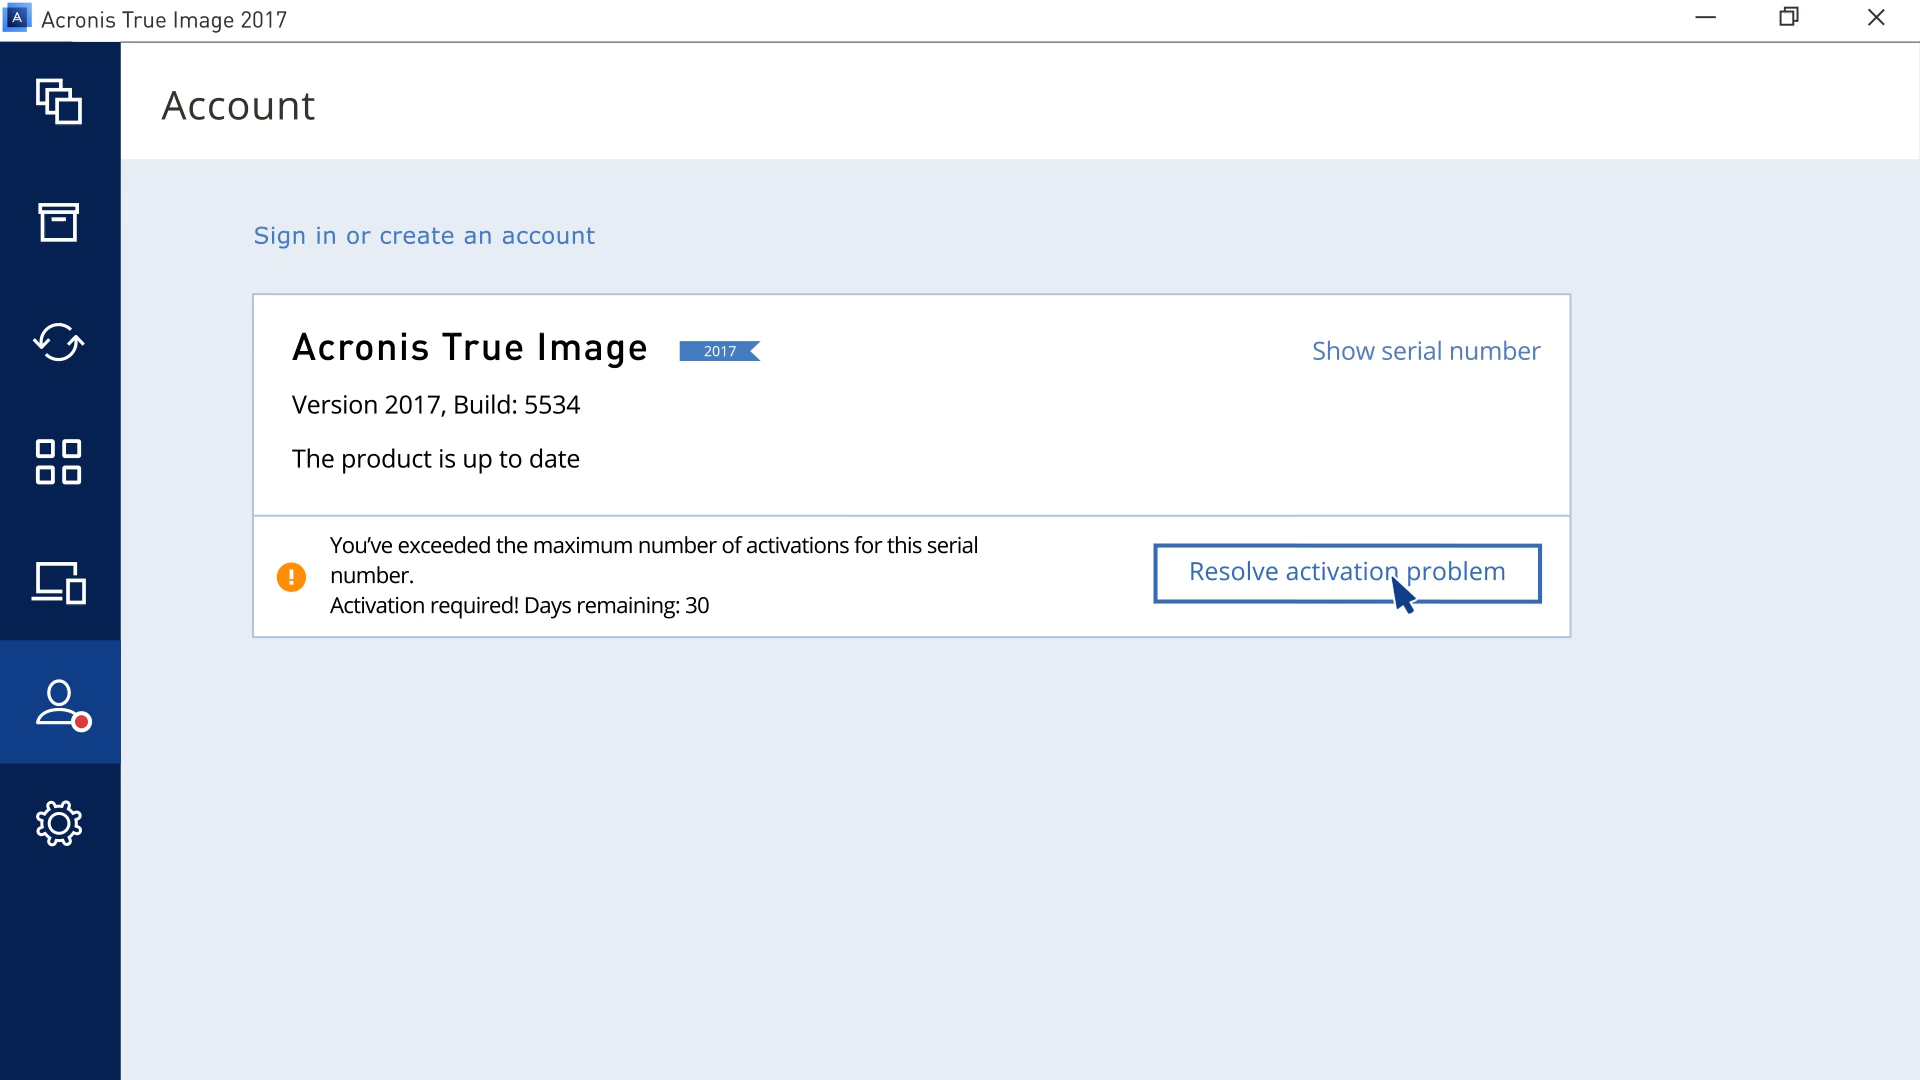 Acronis True Image 2017
Account
Sign in or create an account
Acronis True Image 2017
Show serial number
Version 2017, Build: 5534
The product is up to date
You've exceeded the maximum number of activations for this serial
number.
Activation required! Days remaining: 30
Resolve activation problem